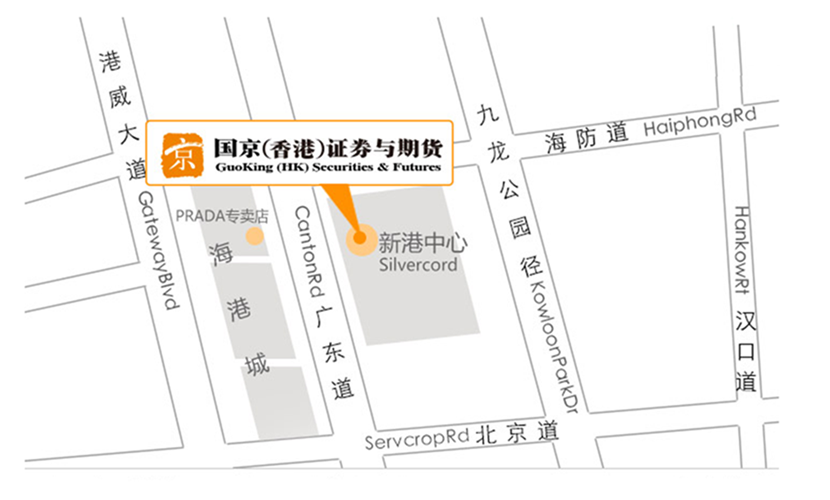 港威大道
GatewayBlvd
京
国京(香港)证券与期货
GuoKing (HK) Securities & Futures
PRADA专卖店
海港城
CantonRd
广东道
新港中心
Silvercord
九龙公园径
KowloonParkDr
海防道 HaiphongRd
HankowRt
汉口道
ServcropRd 北京道